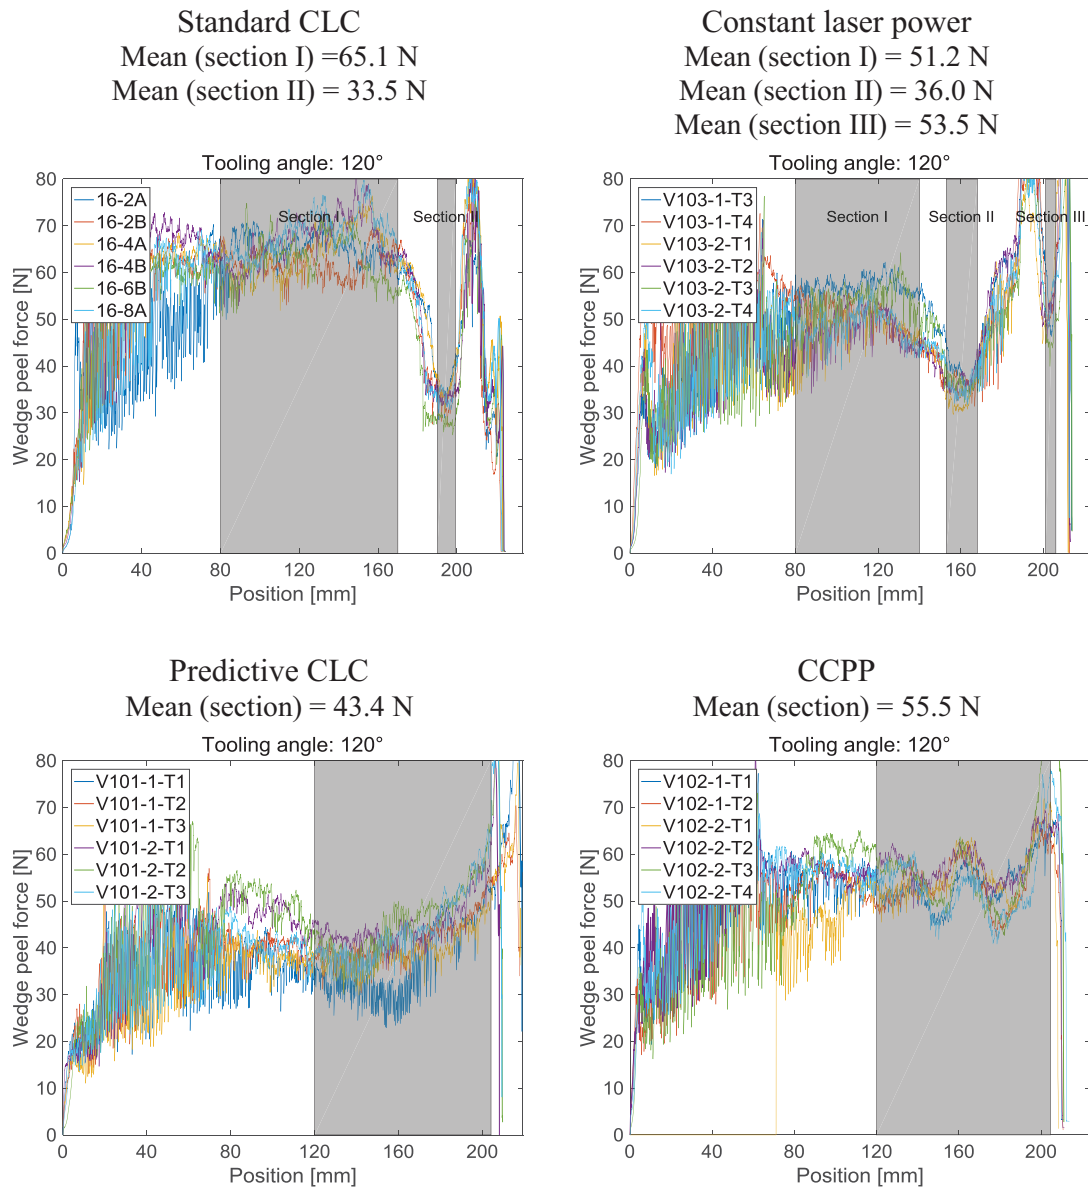 Standard CLC
Mean (section I) =65.1 N
Mean (section II) = 33.5 N
Tooling angle: 120°
80
70
60
50
40
30
20
10
0
Wedge peel force [N]
16-2A
16-2B
16-4A
16-4B
16-6B
16-8A
Section I
Section II
0
40
80
120
160
200
Position [mm]
Constant laser power
Mean (section I) = 51.2 N
Mean (section II) = 36.0 N
Mean (section III) = 53.5 N
Tooling angle: 120°
80
70
60
50
40
30
20
10
0
Wedge peel force [N]
V103-1-T3
V103-1-T4
V103-2-T1
V103-2-T2
V103-2-T3
V103-2-T4
Section I
Section II
Section III
0
40
80
120
160
200
Position [mm]
Predictive CLC
Mean (section) = 43.4 N
Tooling angle: 120°
80
70
60
50
40
30
20
10
0
Wedge peel force [N]
V101-1-T1
V101-1-T2
V101-1-T3
V101-2-T1
V101-2-T2
V101-2-T3
0
40
80
120
160
200
Position [mm]
CCPP
Mean (section) = 55.5 N
Tooling angle: 120°
80
70
60
50
40
30
20
10
0
Wedge peel force [N]
V102-1-T1
V102-1-T2
V102-2-T1
V102-2-T2
V102-2-T3
V102-2-T4
0
40
80
120
160
200
Position [mm]